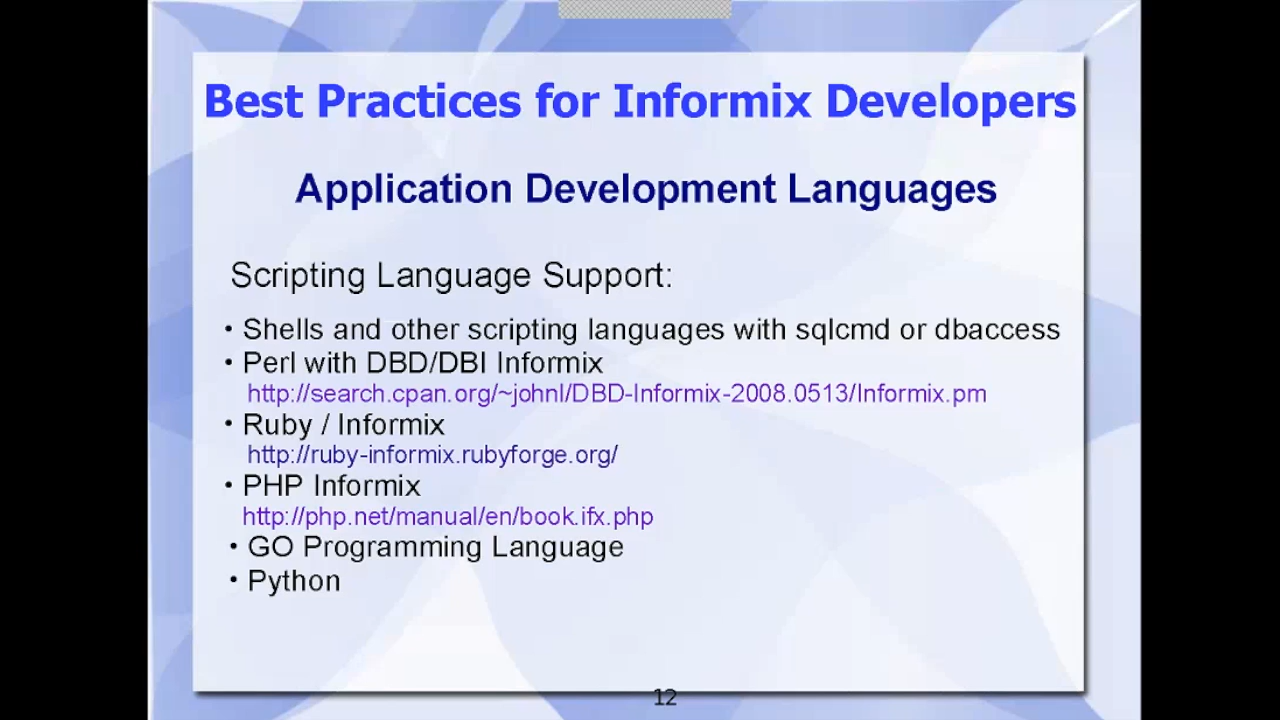 Best Practices for Informix Developers
Application Development Languages
Scripting Language Support:
• Shells and other scripting languages with sqlcmd or dbaccess
• Perl with DBD/DBI Informix
http://search.cpan.org/~johnl/DBD-Informix-2008.0513/Informix.pm
• Ruby / Informix
http://ruby-informix.rubyforge.org/
• PHP Informix
http://php.net/manual/en/book.ifx.php
• GO Programming Language
• Python
12